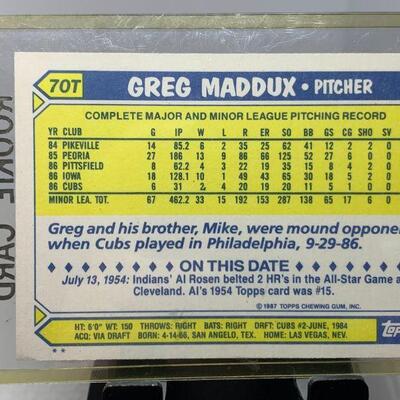 ROOKIE CARD
70T
GREG MADDUX • PITCHER
COMPLETE MAJOR AND MINOR LEAGUE PITCHING RECORD
YR CLUB G IP W L R ER SO BB GS CG SHO SV
84 PIKEVILLE 14 85.2 6 2 35 25 62 41 12 2 2 0
85 PEORIA 27 186 13 9 86 66 125 52 27 6 0 0
86 PITTSFIELD 8 62.2 4 3 22 19 35 15 8 4 2 0
86 IOWA 18 128.1 10 1 49 43 65 30 18 5 2 0
86 CUBS 6 31 2 4 20 19 20 11 5 1 0 0
MINOR LEA. TOT. 67 462.2 33 15 192 153 287 138 65 17 6 0
Greg and his brother, Mike, were mound opponen
when Cubs played in Philadelphia, 9-29-86.
ON THIS DATE
July 13, 1954: Indians' Al Rosen belted 2 HR's in the All-Star Game a
Cleveland. Al's 1954 Topps card was #15.
©1987 TOPPS CHEWING GUM, INC.
HT: 6'0" WT: 150 THROWS: RIGHT BATS: RIGHT DRFT: CUBS #2-JUNE, 1984
ACQ: VIA DRAFT BORN: 4-14-66, SAN ANGELO, TEX. HOME: LAS VEGAS, NEV.
Topps
**